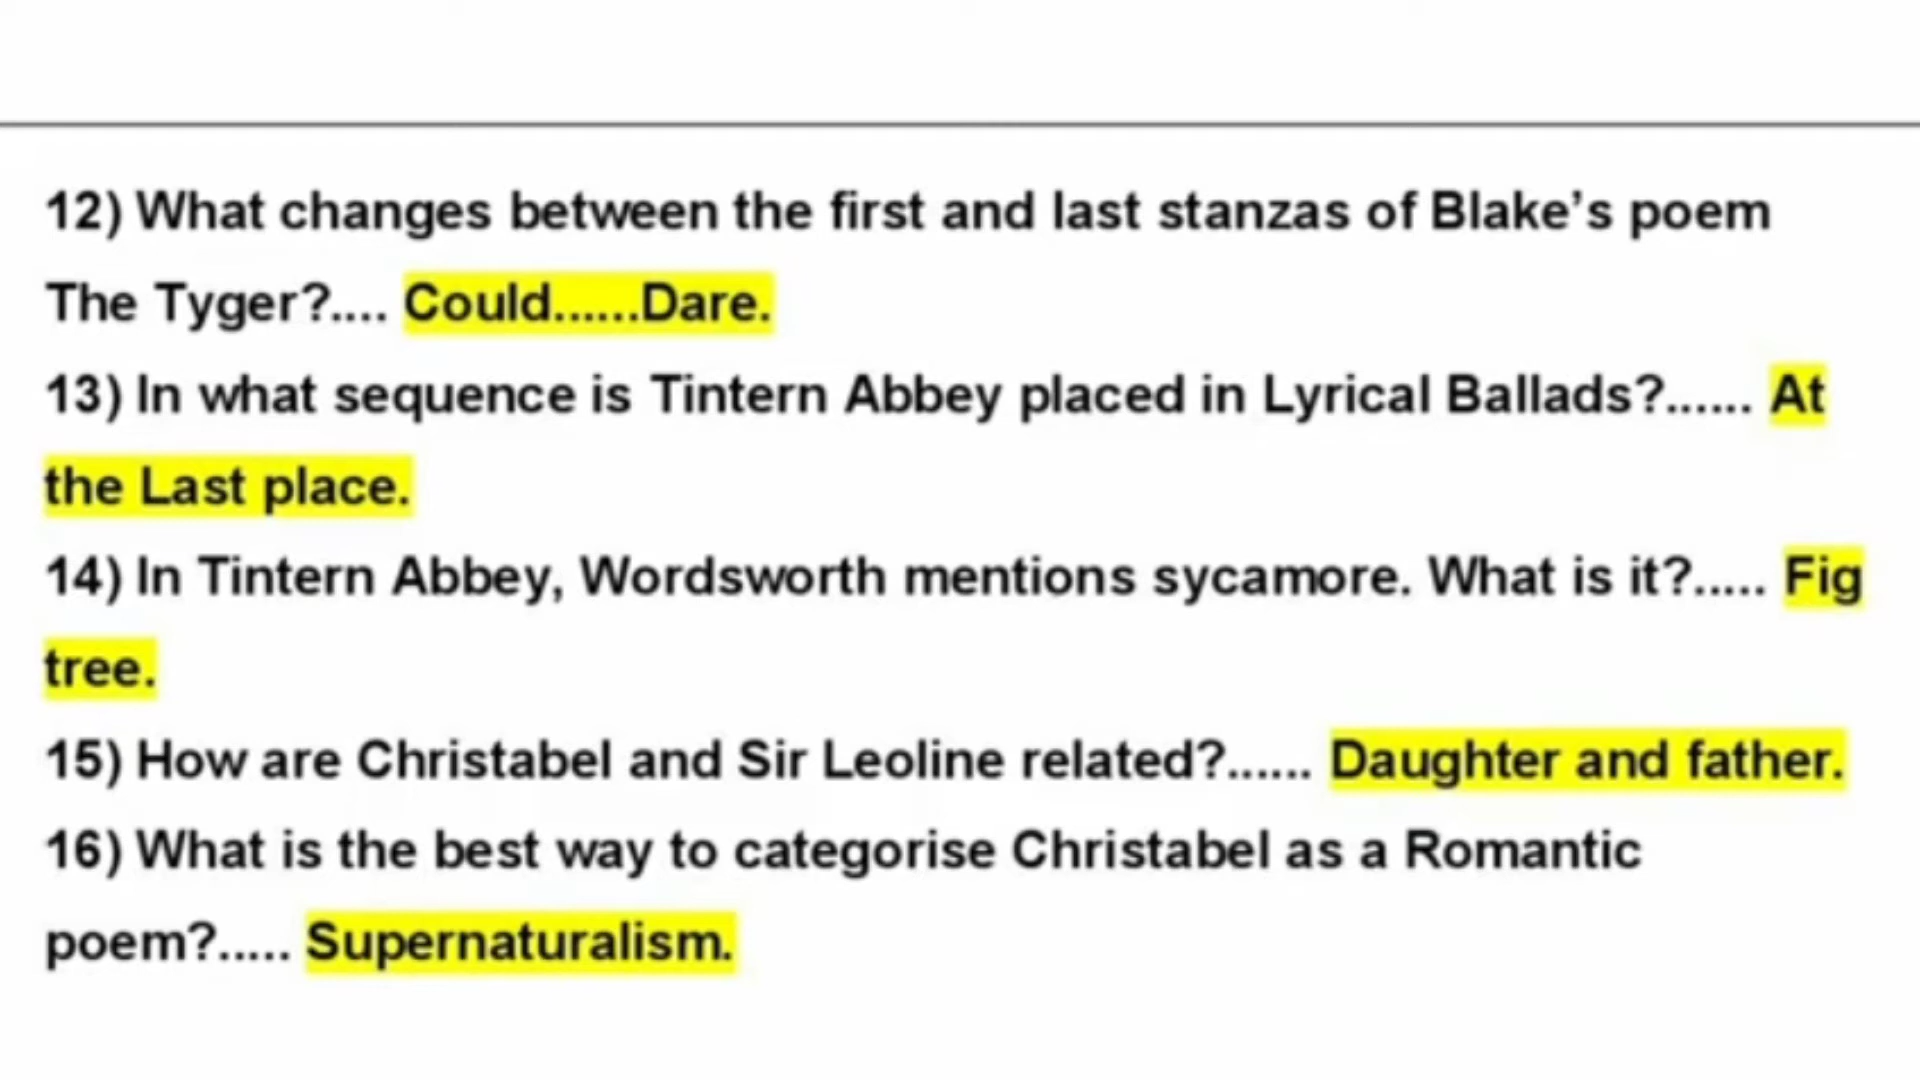 12) What changes between the first and last stanzas of Blake’s poem
The Tyger?.... Could......Dare.
13) In what sequence is Tintern Abbey placed in Lyrical Ballads?...... At
the Last place.
14) In Tintern Abbey, Wordsworth mentions sycamore. What is it?..... Fig
tree.
15) How are Christabel and Sir Leoline related?...... Daughter and father.
16) What is the best way to categorise Christabel as a Romantic
poem?..... Supernaturalism.